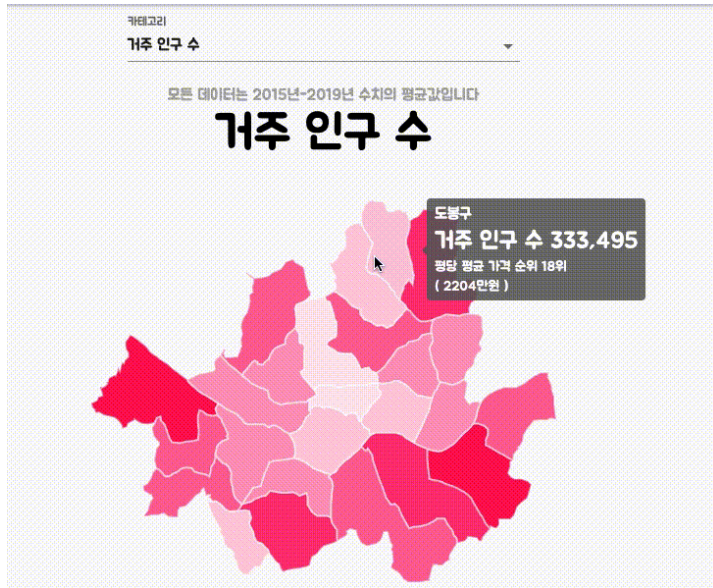 카테고리
거주 인구 수
모든 데이터는 2015년-2019년 수치의 평균값입니다
거주 인구 수
도봉구
거주 인구 수 333,495
평당 평균 가격 순위 18위
( 2204만원 )